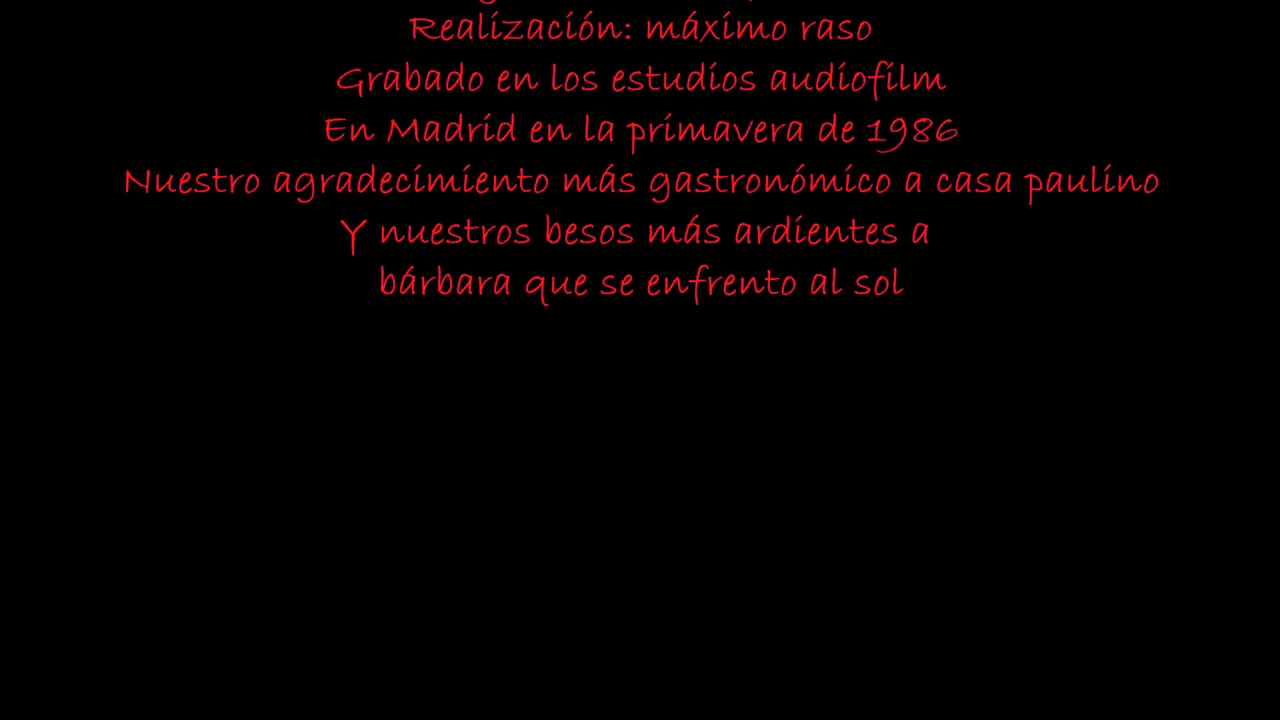 Realización: máximo raso
Grabado en los estudios audiofilm
En Madrid en la primavera de 1986
Nuestro agradecimiento más gastronómico a casa paulino
Y nuestros besos más ardientes a
bárbara que se enfrento al sol